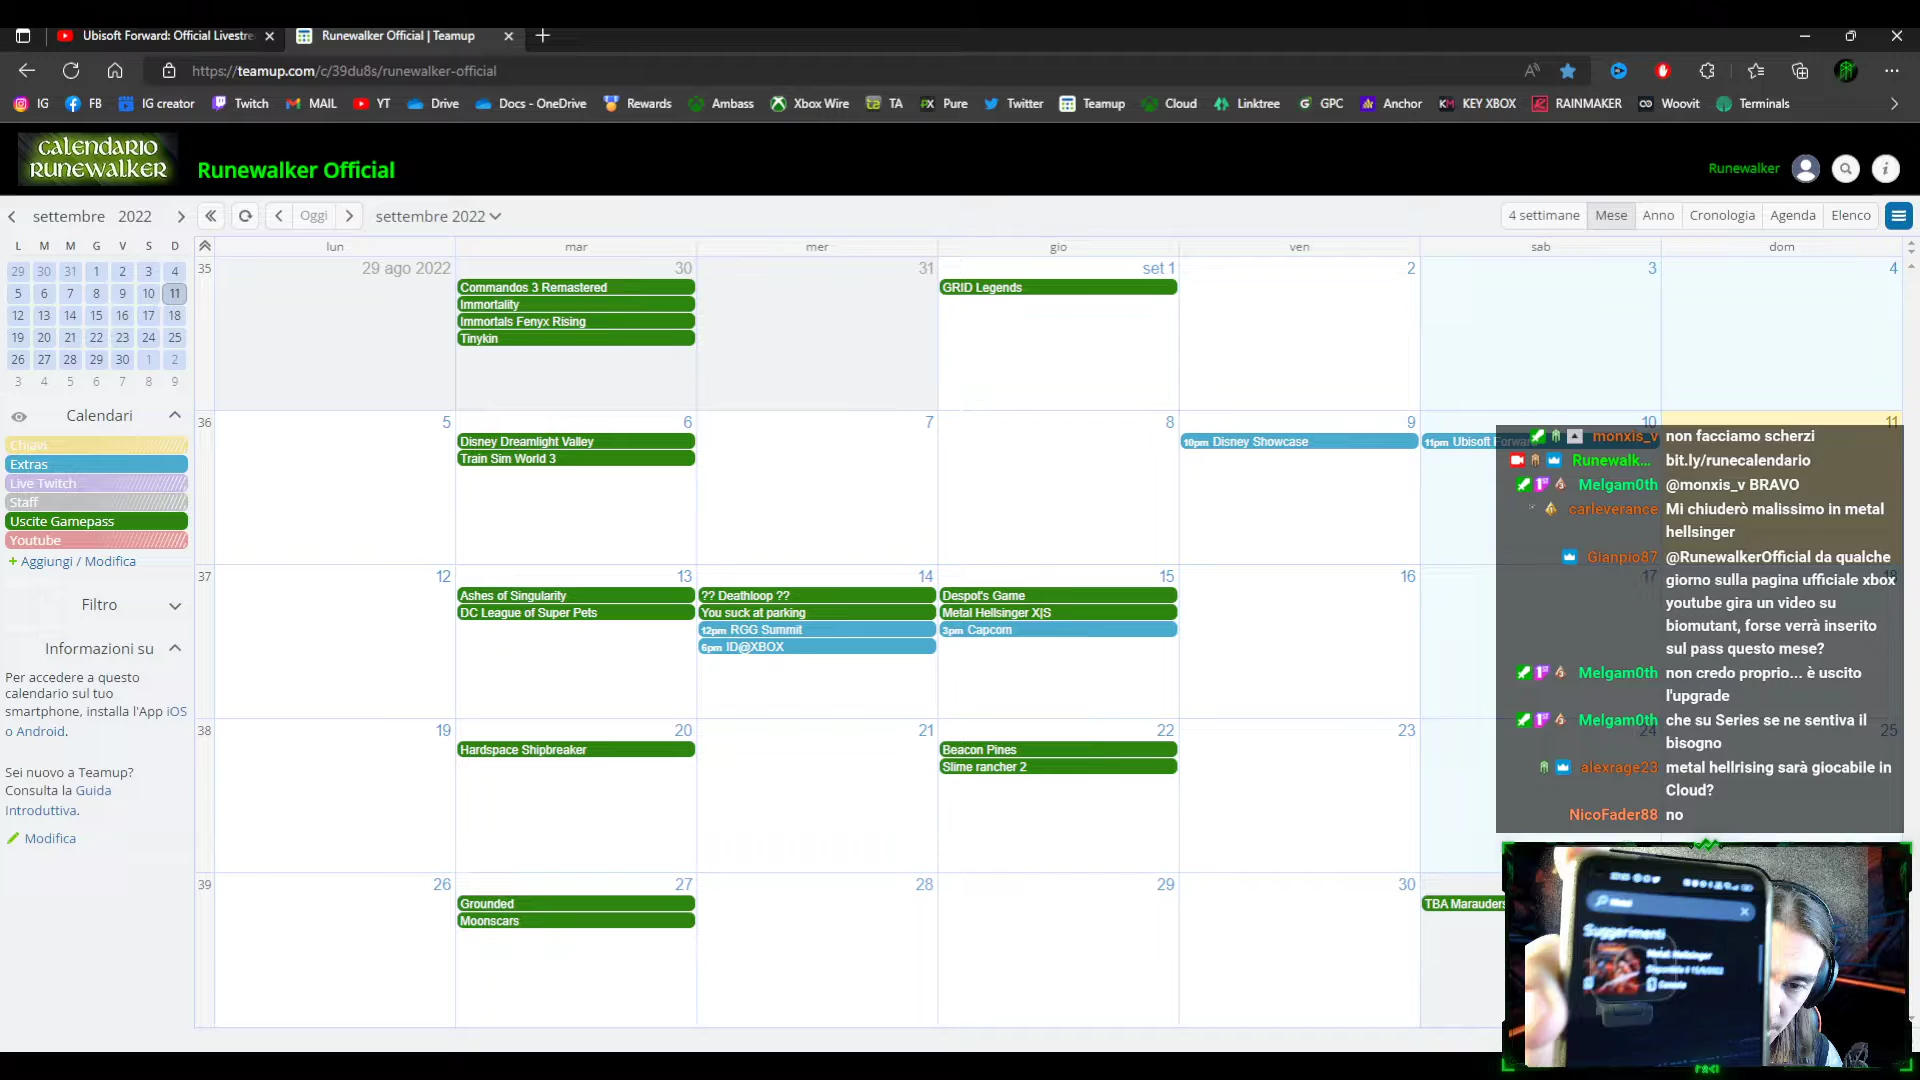 Ubisoft Forward: Official Livestre
Runewalker Official | Teamup
https://teamup.com/c/39du8s/runewalker-official
IG
FB
IG creator
Twitch
MAIL
YT
Drive
Docs - OneDrive
Rewards
Ambass
Xbox Wire
TA
Pure
Twitter
Teamup
Cloud
Linktree
GPC
Anchor
KEY XBOX
RAINMAKER
Woovit
Terminals
CALENDARIO
RUNEWALKER
Runewalker Official
Runewalker
settembre 2022
Oggi
settembre 2022
4 settimane
Mese
Anno
Cronologia
Agenda
Elenco
L M M G V S D
29 30 31 1 2 3 4
5 6 7 8 9 10 11
12 13 14 15 16 17 18
19 20 21 22 23 24 25
26 27 28 29 30 1 2
3 4 5 6 7 8 9
Calendari
Chiavi
Extras
Live Twitch
Staff
Uscite Gamepass
Youtube
+ Aggiungi / Modifica
Filtro
Informazioni su
Per accedere a questo
calendario sul tuo
smartphone, installa l'App iOS
o Android.
Sei nuovo a Teamup?
Consulta la Guida
Introduttiva.
Modifica
lun mar mer gio ven sab dom
35 29 ago 2022 30 31 set 1 2 3 4
Commandos 3 Remastered
Immortality
Immortals Fenyx Rising
Tinykin
GRID Legends
36 5 6 7 8 9 10 11
Disney Dreamlight Valley
Train Sim World 3
10pm Disney Showcase
11pm Ubisoft Forward
37 12 13 14 15 16 17 18
Ashes of Singularity
DC League of Super Pets
?? Deathloop ??
You suck at parking
12pm RGG Summit
6pm ID@XBOX
Despot's Game
Metal Hellsinger X|S
3pm Capcom
38 19 20 21 22 23 24 25
Hardspace Shipbreaker
Beacon Pines
Slime rancher 2
39 26 27 28 29 30
Grounded
Moonscars
TBA Marauders
monxis_v non facciamo scherzi
Runewalk... bit.ly/runecalendario
Melgam0th @monxis_v BRAVO
carleverance Mi chiuderò malissimo in metal
hellsinger
Gianpio87 @RunewalkerOfficial da qualche
giorno sulla pagina ufficiale xbox
youtube gira un video su
biomutant, forse verrà inserito
sul pass questo mese?
Melgam0th non credo proprio... è uscito
l'upgrade
Melgam0th che su Series se ne sentiva il
bisogno
alexrage23 metal hellrising sarà giocabile in
Cloud?
NicoFader88 no
Suggerimenti
Metal: Hellsinger
Console